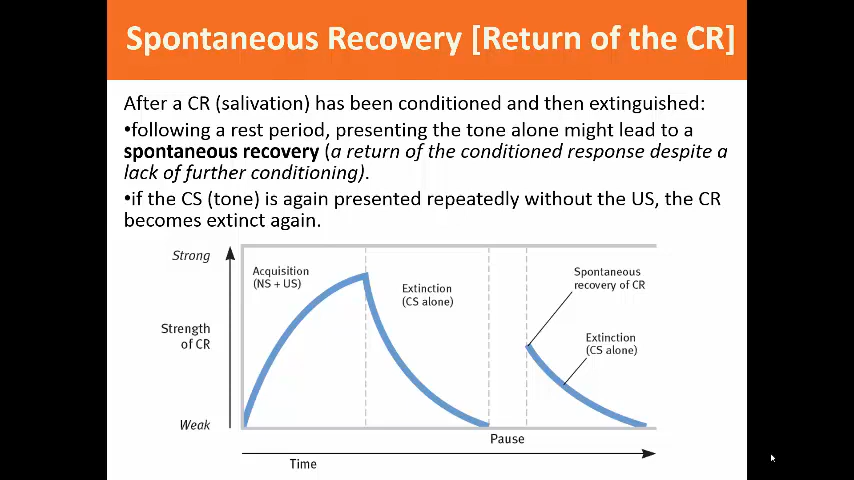 Spontaneous Recovery [Return of the CR]
After a CR (salivation) has been conditioned and then extinguished:
•following a rest period, presenting the tone alone might lead to a
spontaneous recovery (a return of the conditioned response despite a
lack of further conditioning).
•if the CS (tone) is again presented repeatedly without the US, the CR
becomes extinct again.
Strong
Strength
of CR
Weak
Acquisition
(NS + US)
Extinction
(CS alone)
Spontaneous
recovery of CR
Extinction
(CS alone)
Pause
Time